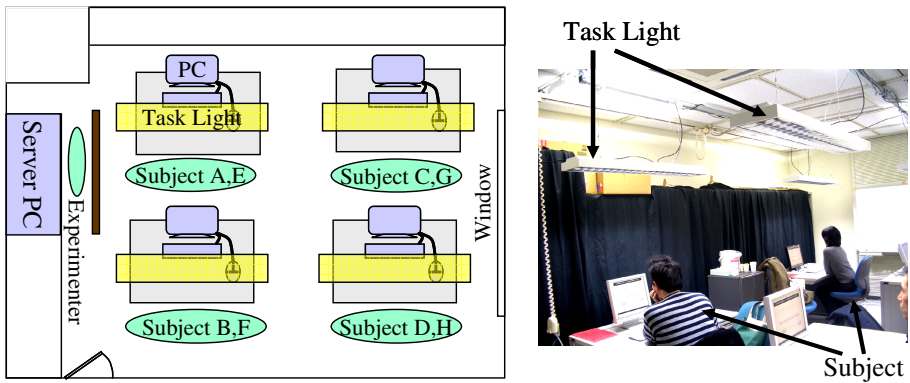 PC
Task Light
Subject A,E
Subject C,G
Server PC
Experimenter
Window
Subject B,F
Subject D,H
Task Light
Subject